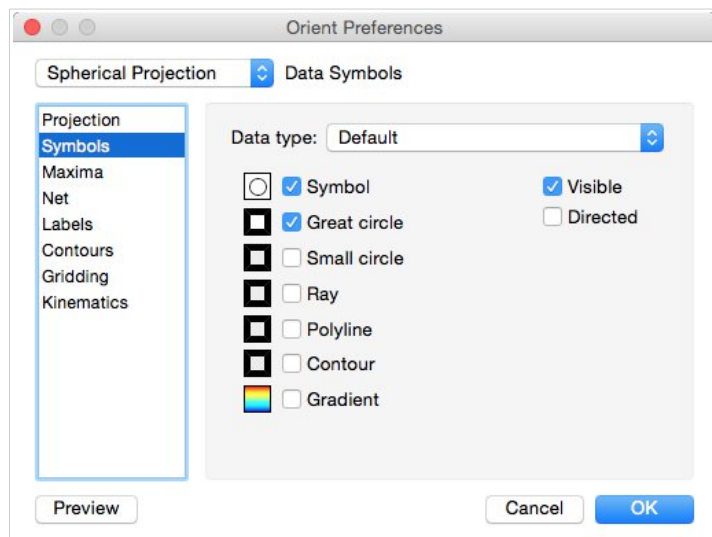 Orient Preferences
Spherical Projection Data Symbols
Projection
Symbols
Maxima
Net
Labels
Contours
Gridding
Kinematics
Data type: Default
Symbol Visible
Great circle Directed
Small circle
Ray
Polyline
Contour
Gradient
Preview Cancel OK